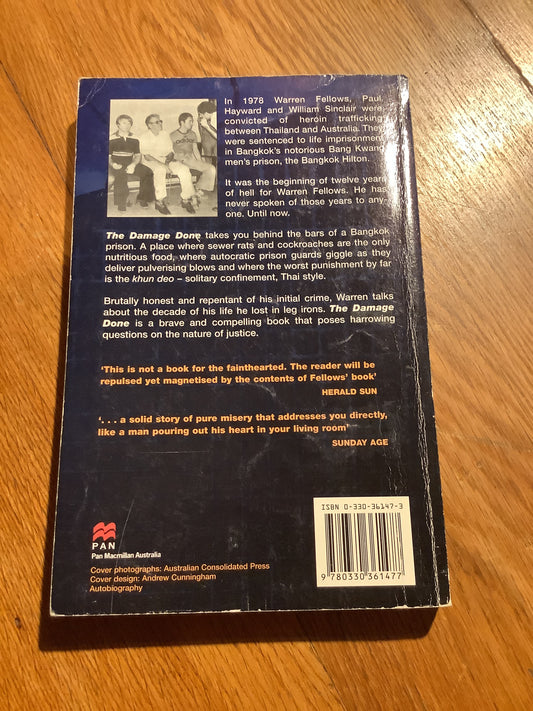 In 1978 Warren Fellows, Paul
Hayward and William Sinclair were
convicted of heroin trafficking
between Thailand and Australia. They
were sentenced to life imprisonment
in Bangkok's notorious Bang Kwang
men's prison, the Bangkok Hilton.
It was the beginning of twelve years
of hell for Warren Fellows. He has
never spoken of those years to any-
one. Until now.
The Damage Done takes you behind the bars of a Bangkok
prison. A place where sewer rats and cockroaches are the only
nutritious food, where autocratic prison guards giggle as they
deliver pulverising blows and where the worst punishment by far
is the khun deo – solitary confinement, Thai style.
Brutally honest and repentant of his initial crime, Warren talks
about the decade of his life he lost in leg irons. The Damage
Done is a brave and compelling book that poses harrowing
questions on the nature of justice.
'This is not a book for the fainthearted. The reader will be
repulsed yet magnetised by the contents of Fellows' book'
HERALD SUN
'. . . a solid story of pure misery that addresses you directly,
like a man pouring out his heart in your living room'
SUNDAY AGE
ISBN 0-330-36147-3
9 780330 361477
PAN
Pan Macmillan Australia
Cover photographs: Australian Consolidated Press
Cover design: Andrew Cunningham
Autobiography